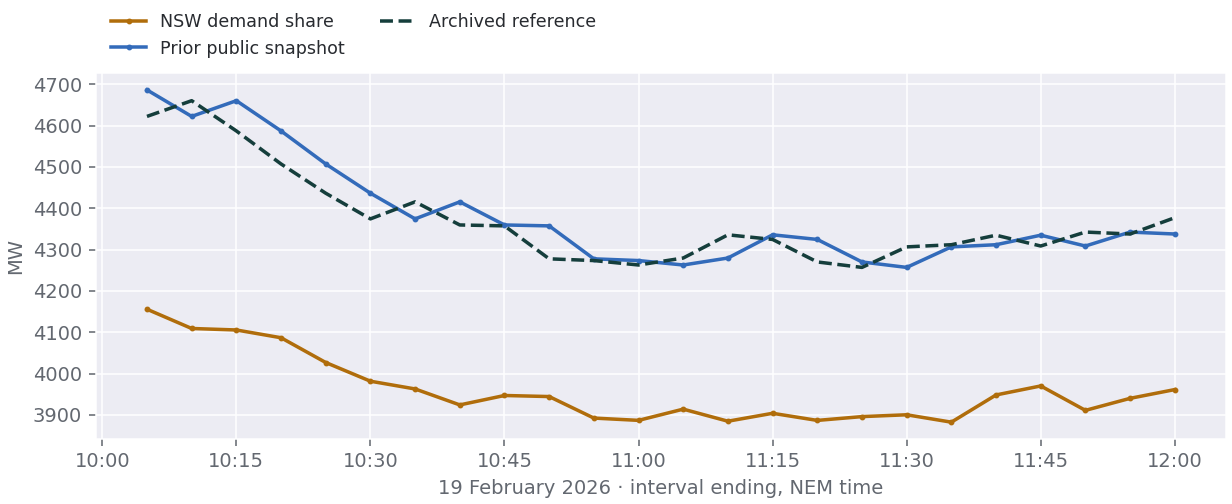 NSW demand share
Archived reference
Prior public snapshot
4700
4600
4500
4400
4300
4200
4100
4000
3900
MW
10:00 10:15 10:30 10:45 11:00 11:15 11:30 11:45 12:00
19 February 2026 · interval ending, NEM time